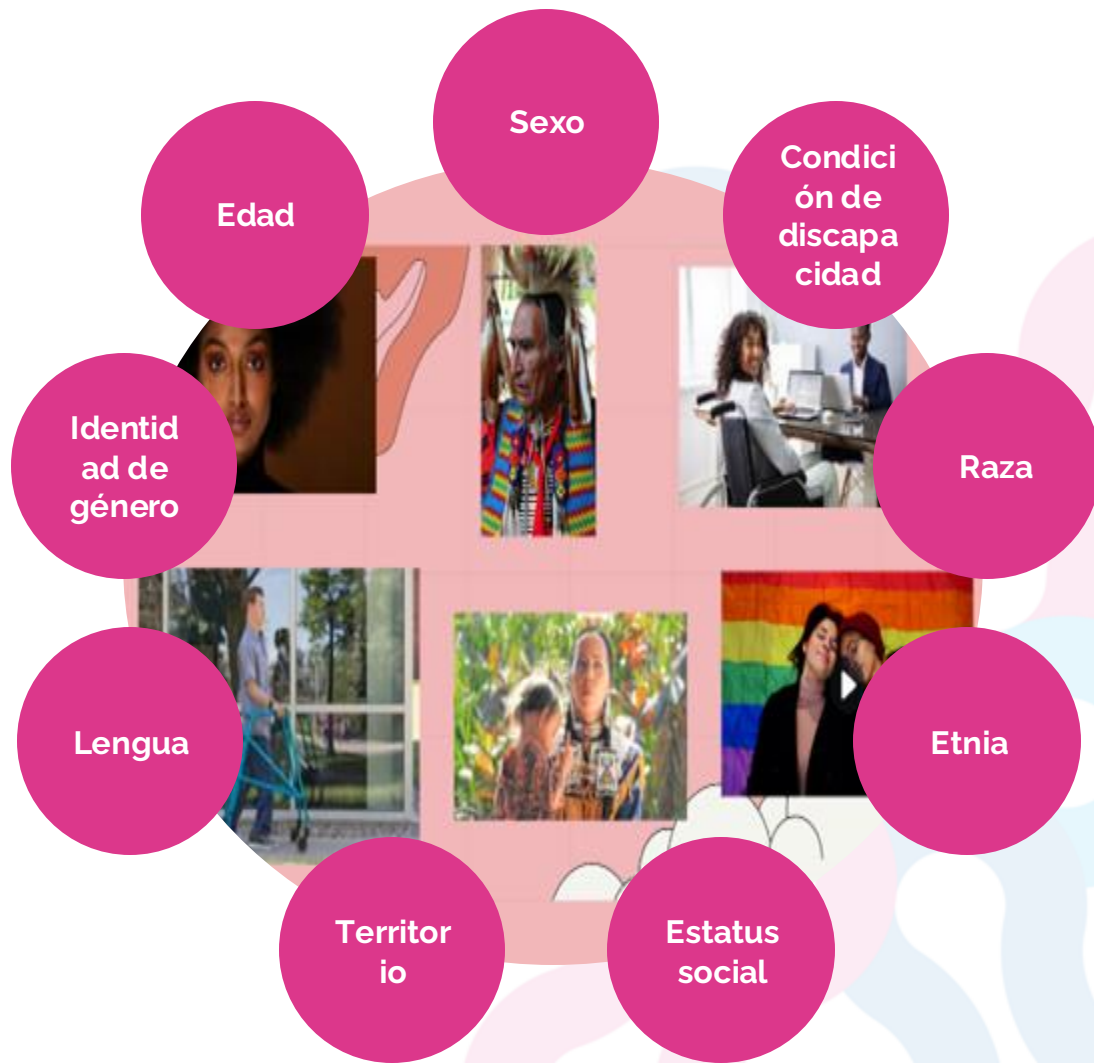 Sexo
Condici
ón de
discapa
cidad
Edad
Identid
ad de
género
Raza
Lengua
Etnia
Territor
io
Estatus
social